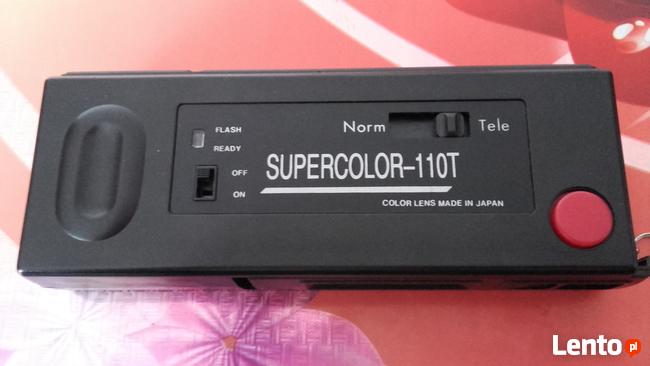 FLASH
READY
OFF
ON
Norm Tele
SUPERCOLOR-110T
COLOR LENS MADE IN JAPAN
Lento pl